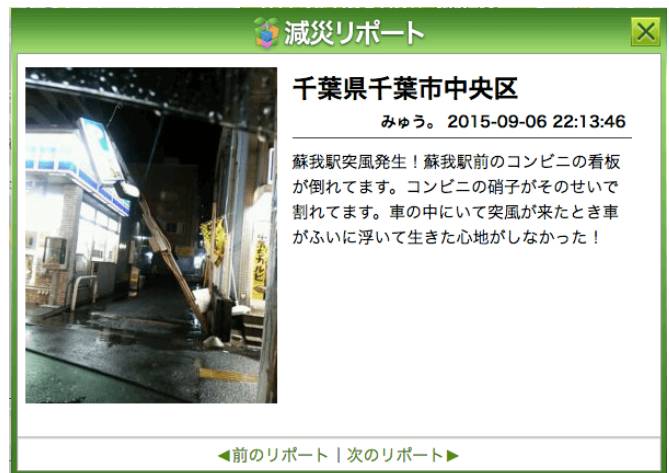 減災リポート
千葉県千葉市中央区
みゅう。 2015-09-06 22:13:46
蘇我駅突風発生！蘇我駅前のコンビニの看板
が倒れてます。コンビニの硝子がそのせいで
割れてます。車の中にいて突風が来たとき車
がふいに浮いて生きた心地がしなかった！
◀前のリポート | 次のリポート▶